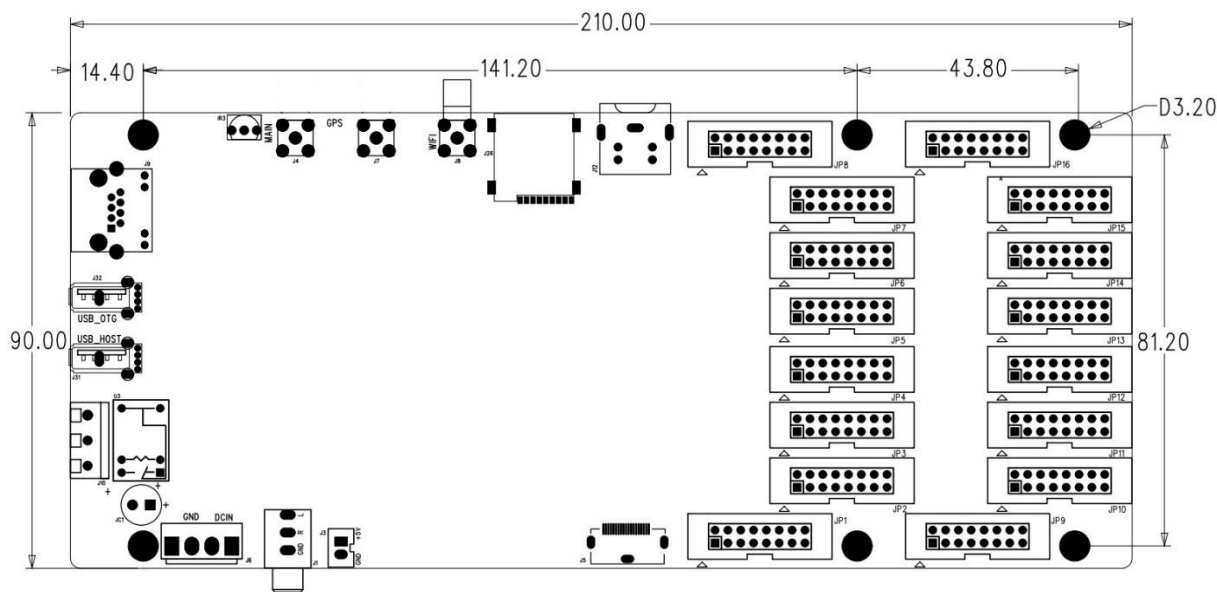 210.00
14.40
141.20
43.80
D3.20
IR3
MAIN
GPS
J4
J7
WIFI
J8
J26
J12
JP8
JP16
J9
JP7
JP15
JP6
JP14
J32
USB_OTG
JP5
JP13
90.00
81.20
USB_HOST
J31
JP4
JP12
U3
JP3
JP11
J10
+
+
JC1
+
JP2
JP10
GND
DCIN
J6
L
R
GND
J1
J3
+5V
GND
J5
JP1
JP9